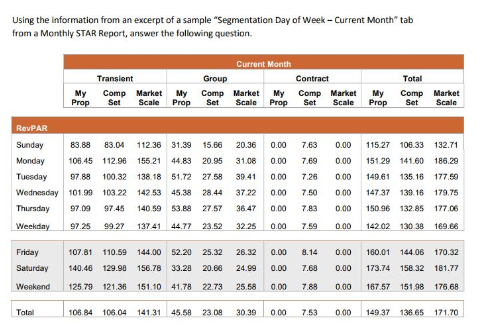 Using the information from an excerpt of a sample "Segmentation Day of Week – Current Month" tab
from a Monthly STAR Report, answer the following question.
Current Month
Transient Group Contract Total
My Prop Comp Set Market Scale My Prop Comp Set Market Scale My Prop Comp Set Market Scale My Prop Comp Set Market Scale
RevPAR
Sunday 83.88 83.04 112.36 31.39 15.66 20.36 0.00 7.63 0.00 115.27 106.33 132.71
Monday 106.45 112.96 155.21 44.83 20.95 31.08 0.00 7.69 0.00 151.29 141.60 186.29
Tuesday 97.88 100.32 138.18 51.72 27.58 39.41 0.00 7.26 0.00 149.61 135.16 177.59
Wednesday 101.99 103.22 142.53 45.38 28.44 37.22 0.00 7.50 0.00 147.37 139.16 179.75
Thursday 97.09 97.45 140.59 53.88 27.57 36.47 0.00 7.83 0.00 150.96 132.85 177.06
Weekday 97.25 99.27 137.41 44.77 23.52 32.25 0.00 7.59 0.00 142.02 130.38 169.66
Friday 107.81 110.59 144.00 52.20 25.32 26.32 0.00 8.14 0.00 160.01 144.06 170.32
Saturday 140.46 129.98 156.78 33.28 20.66 24.99 0.00 7.68 0.00 173.74 158.32 181.77
Weekend 125.79 121.36 151.10 41.78 22.73 25.58 0.00 7.88 0.00 167.57 151.98 176.68
Total 106.84 106.04 141.31 45.58 23.08 30.39 0.00 7.53 0.00 149.37 136.65 171.70